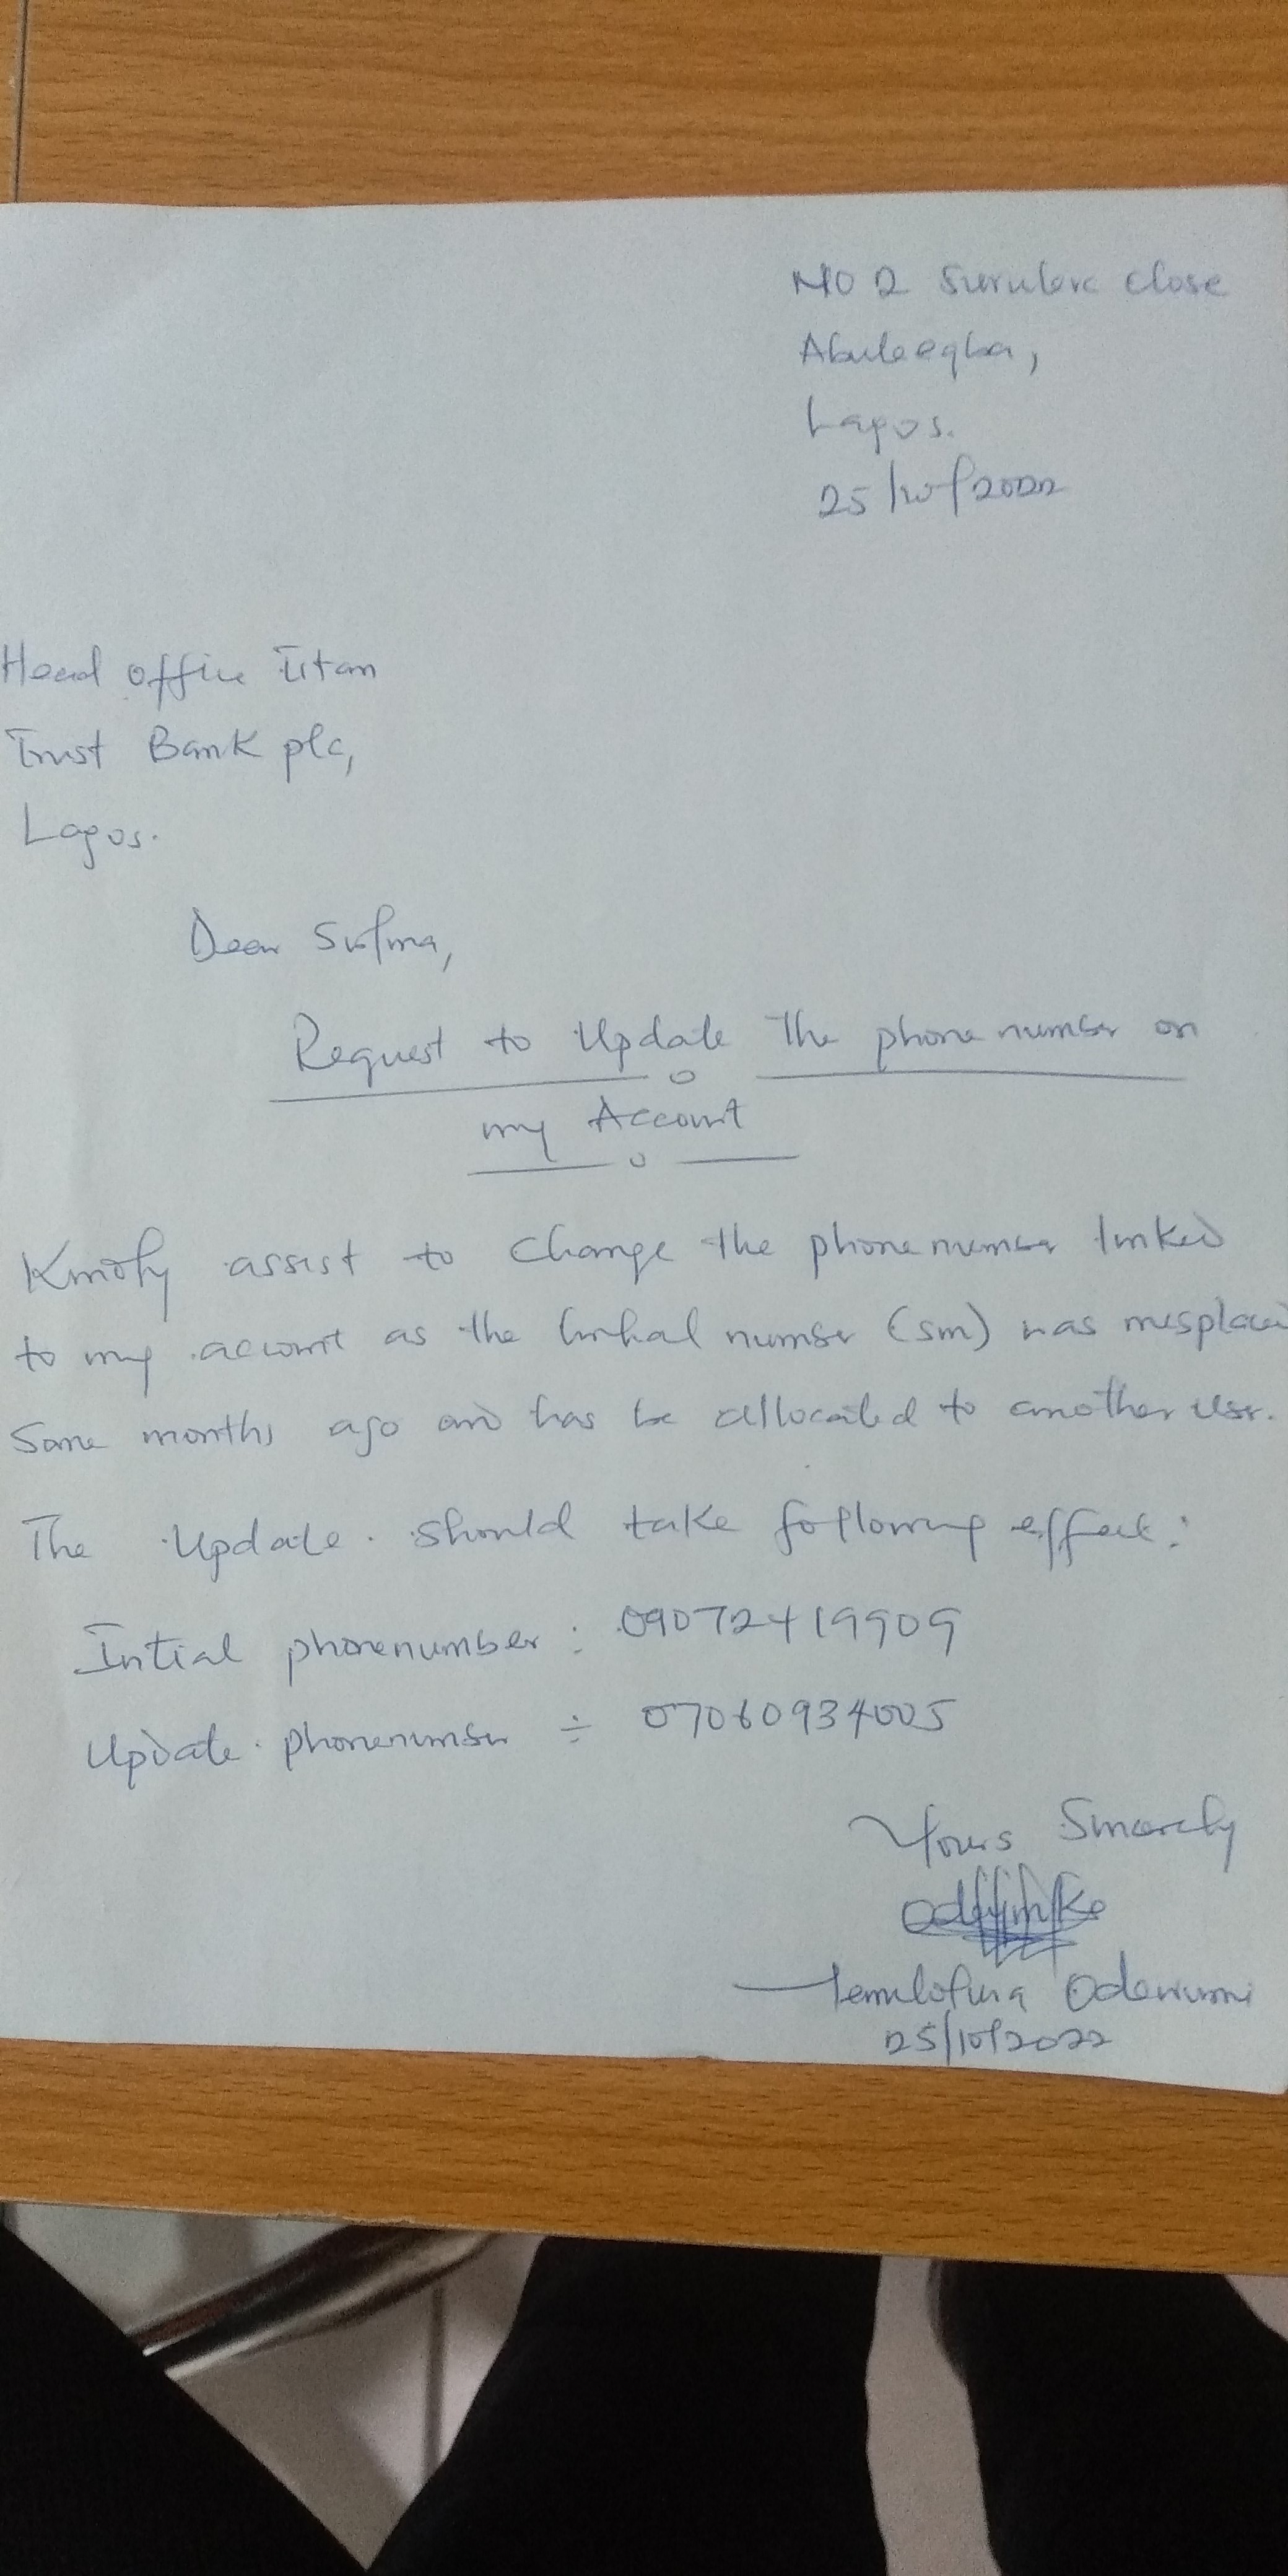 NO 2 Surulere close
Abuleegba,
Lagos.
25/10/2022
Head office Titan
Trust Bank plc,
Lagos.
Dear Sir/ma,
Request to Update The phone number on
my Account
Kindly assist to change the phone number linked
to my account as the Initial number (sim) was misplaced
Some months ago and has be allocated to another user.
The Update should take following effect:
Intial phonenumber: 09072419909
Update phonenumber : 07060934005
Yours Sincerely
Odewumi
25/10/2022